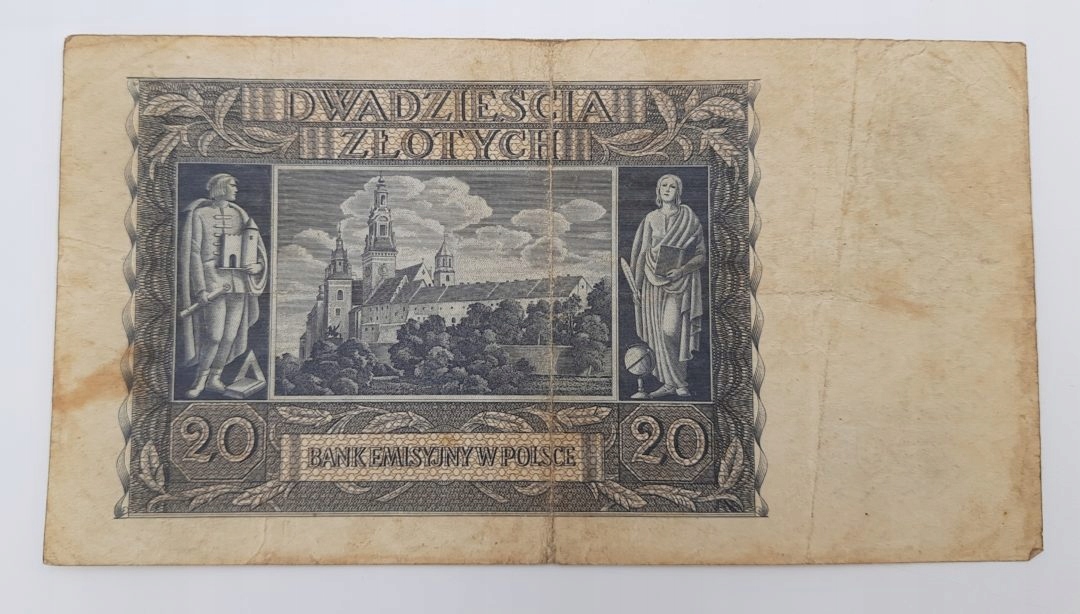 DWADZIEŚCIA
ZŁOTYCH
20 20
BANK EMISYJNY W POLSCE